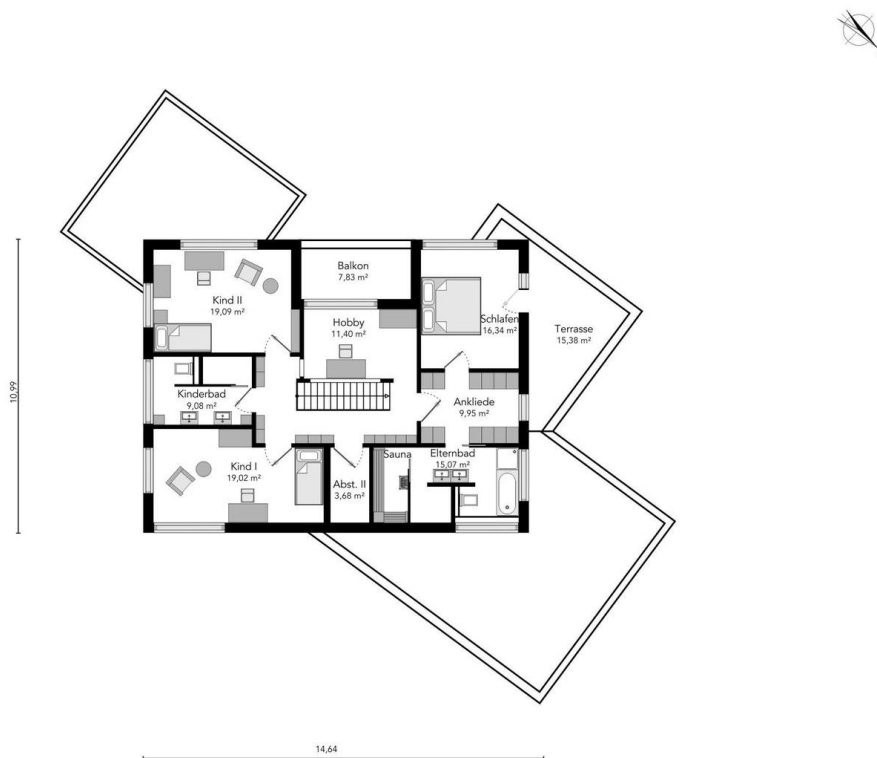 Balkon
7,83 m²
Kind II
19,09 m²
Hobby
11,40 m²
Schlafen
16,34 m²
Terrasse
15,38 m²
Kinderbad
9,08 m²
Ankliede
9,95 m²
Kind I
19,02 m²
Abst. II
3,68 m²
Sauna
Elternbad
15,07 m²
10,99
14,64